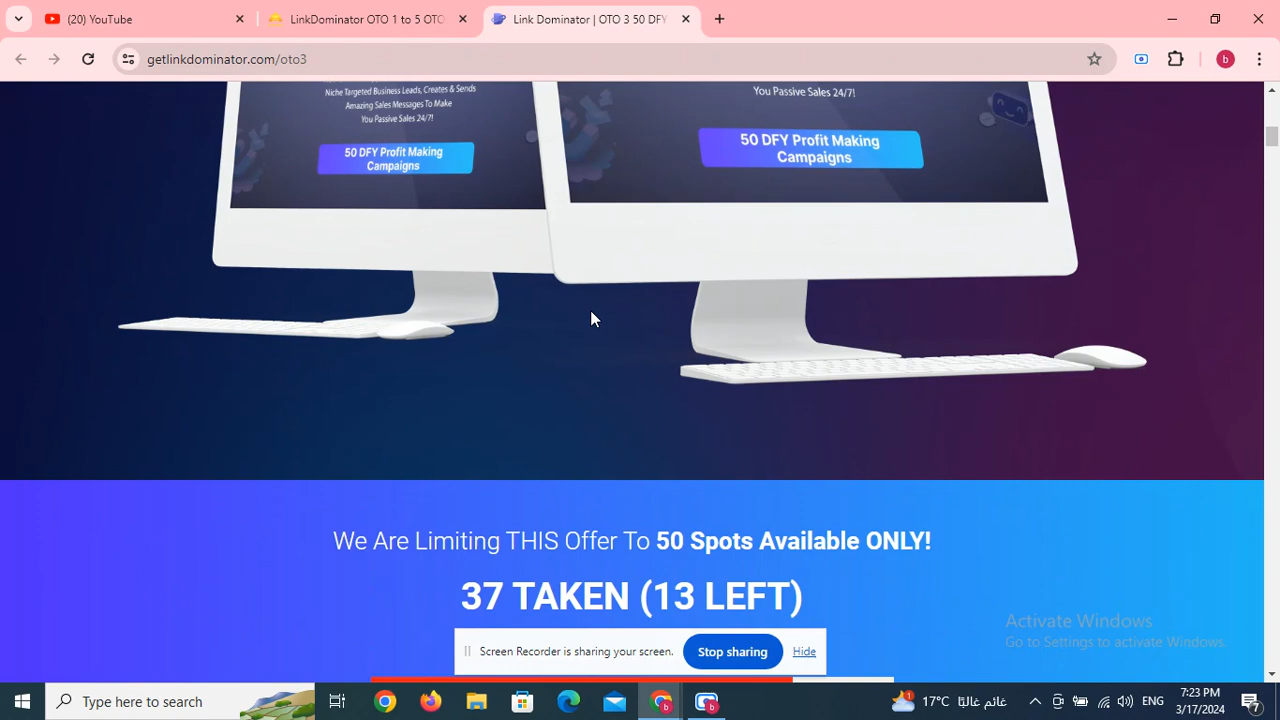 (20) YouTube
LinkDominator OTO 1 to 5 OTO
Link Dominator | OTO 3 50 DFY
getlinkdominator.com/oto3
b
Niche Targeted Business Leads, Creates & Sends
Amazing Sales Messages To Make
You Passive Sales 24/7!
50 DFY Profit Making
Campaigns
You Passive Sales 24/7!
50 DFY Profit Making
Campaigns
We Are Limiting THIS Offer To 50 Spots Available ONLY!
37 TAKEN (13 LEFT)
Activate Windows
Go to Settings to activate Windows.
Screen Recorder is sharing your screen.
Stop sharing
Hide
Type here to search
b
b
1
17°C
غائم غالبًا
ENG
7:23 PM
3/17/2024
7